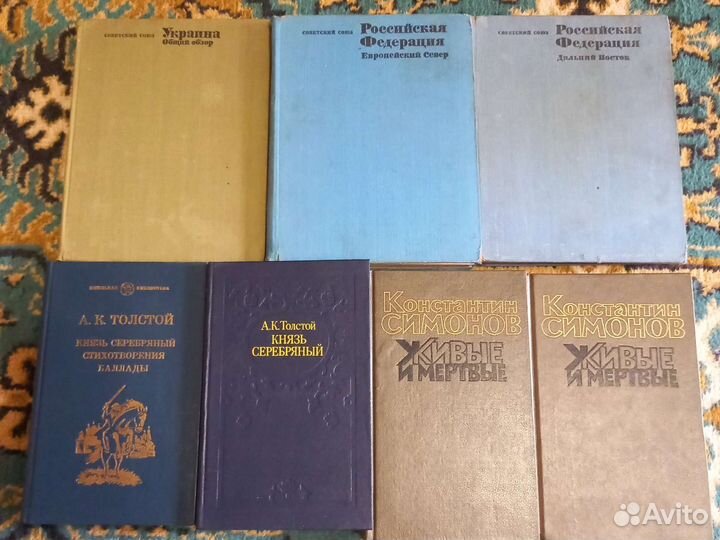 советский союз
Украина
Общий обзор
советский союз
Российская
Федерация
Европейский Север
советский союз
Российская
Федерация
Дальний Восток
А. К. ТОЛСТОЙ
КНЯЗЬ СЕРЕБРЯНЫЙ
СТИХОТВОРЕНИЯ
БАЛЛАДЫ
А.К.Толстой
КНЯЗЬ
СЕРЕБРЯНЫЙ
Константин
СИМОНОВ
Живые
и мертвые
Константин
СИМОНОВ
Живые
и мертвые
Avito